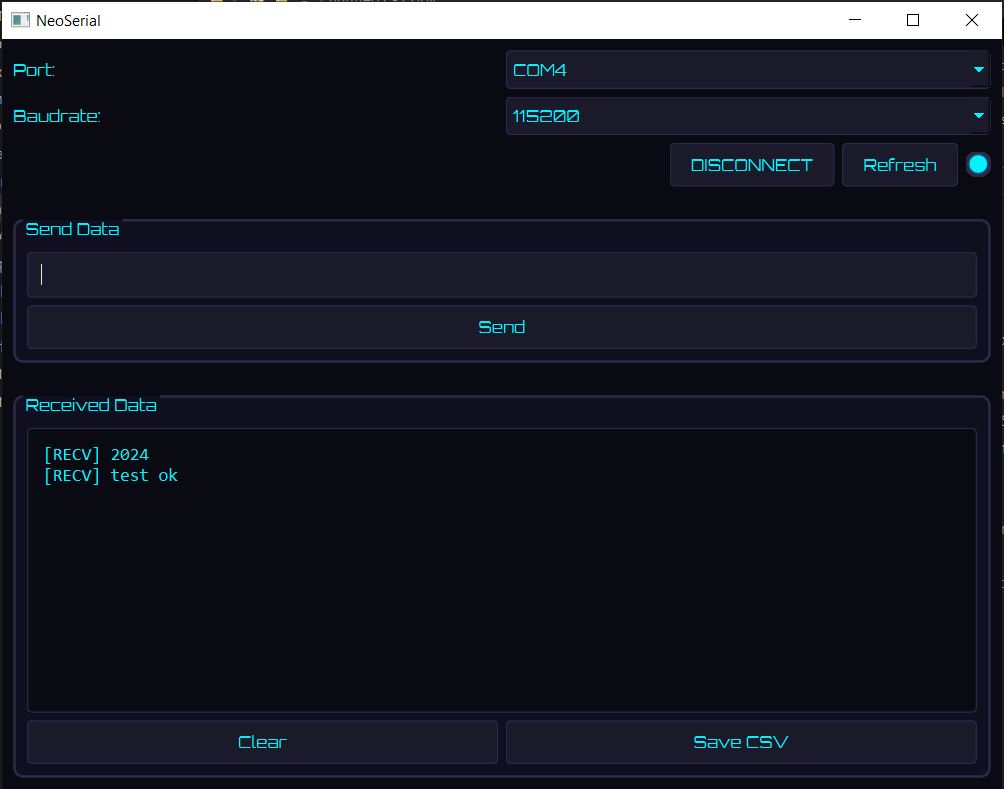 NeoSerial
Port:
COM4
Baudrate:
115200
DISCONNECT
Refresh
Send Data
Send
Received Data
[RECV] 2024
[RECV] test ok
Clear
Save CSV